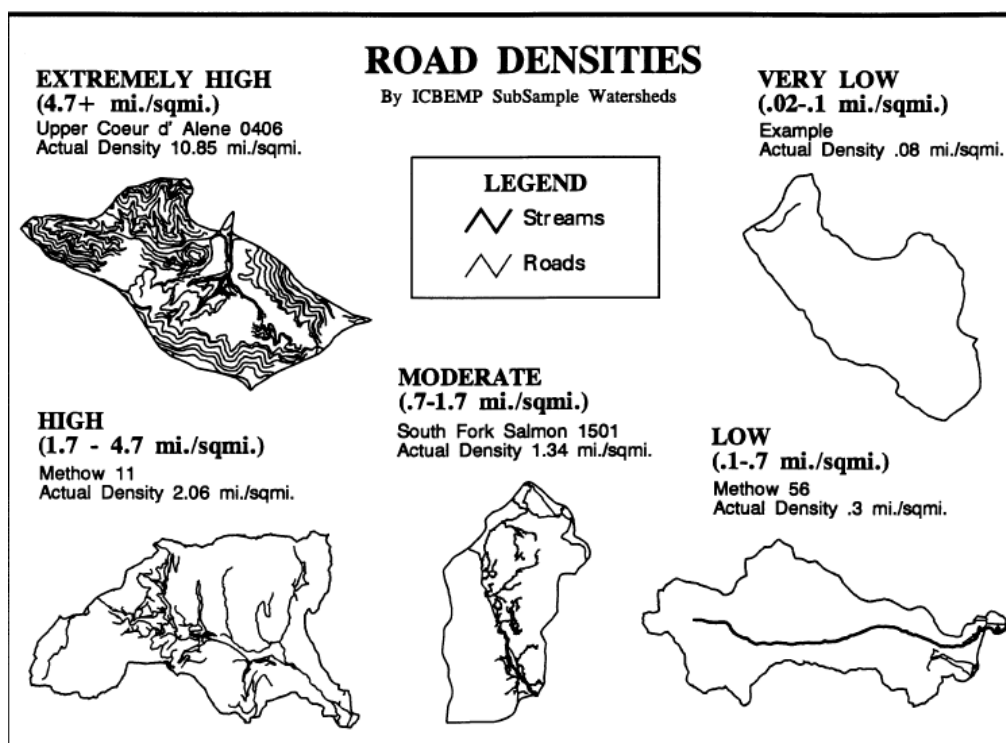 ROAD DENSITIES
By ICBEMP SubSample Watersheds
EXTREMELY HIGH
(4.7+ mi./sqmi.)
Upper Coeur d' Alene 0406
Actual Density 10.85 mi./sqmi.
LEGEND
Streams
Roads
VERY LOW
(.02-.1 mi./sqmi.)
Example
Actual Density .08 mi./sqmi.
HIGH
(1.7 - 4.7 mi./sqmi.)
Methow 11
Actual Density 2.06 mi./sqmi.
MODERATE
(.7-1.7 mi./sqmi.)
South Fork Salmon 1501
Actual Density 1.34 mi./sqmi.
LOW
(.1-.7 mi./sqmi.)
Methow 56
Actual Density .3 mi./sqmi.